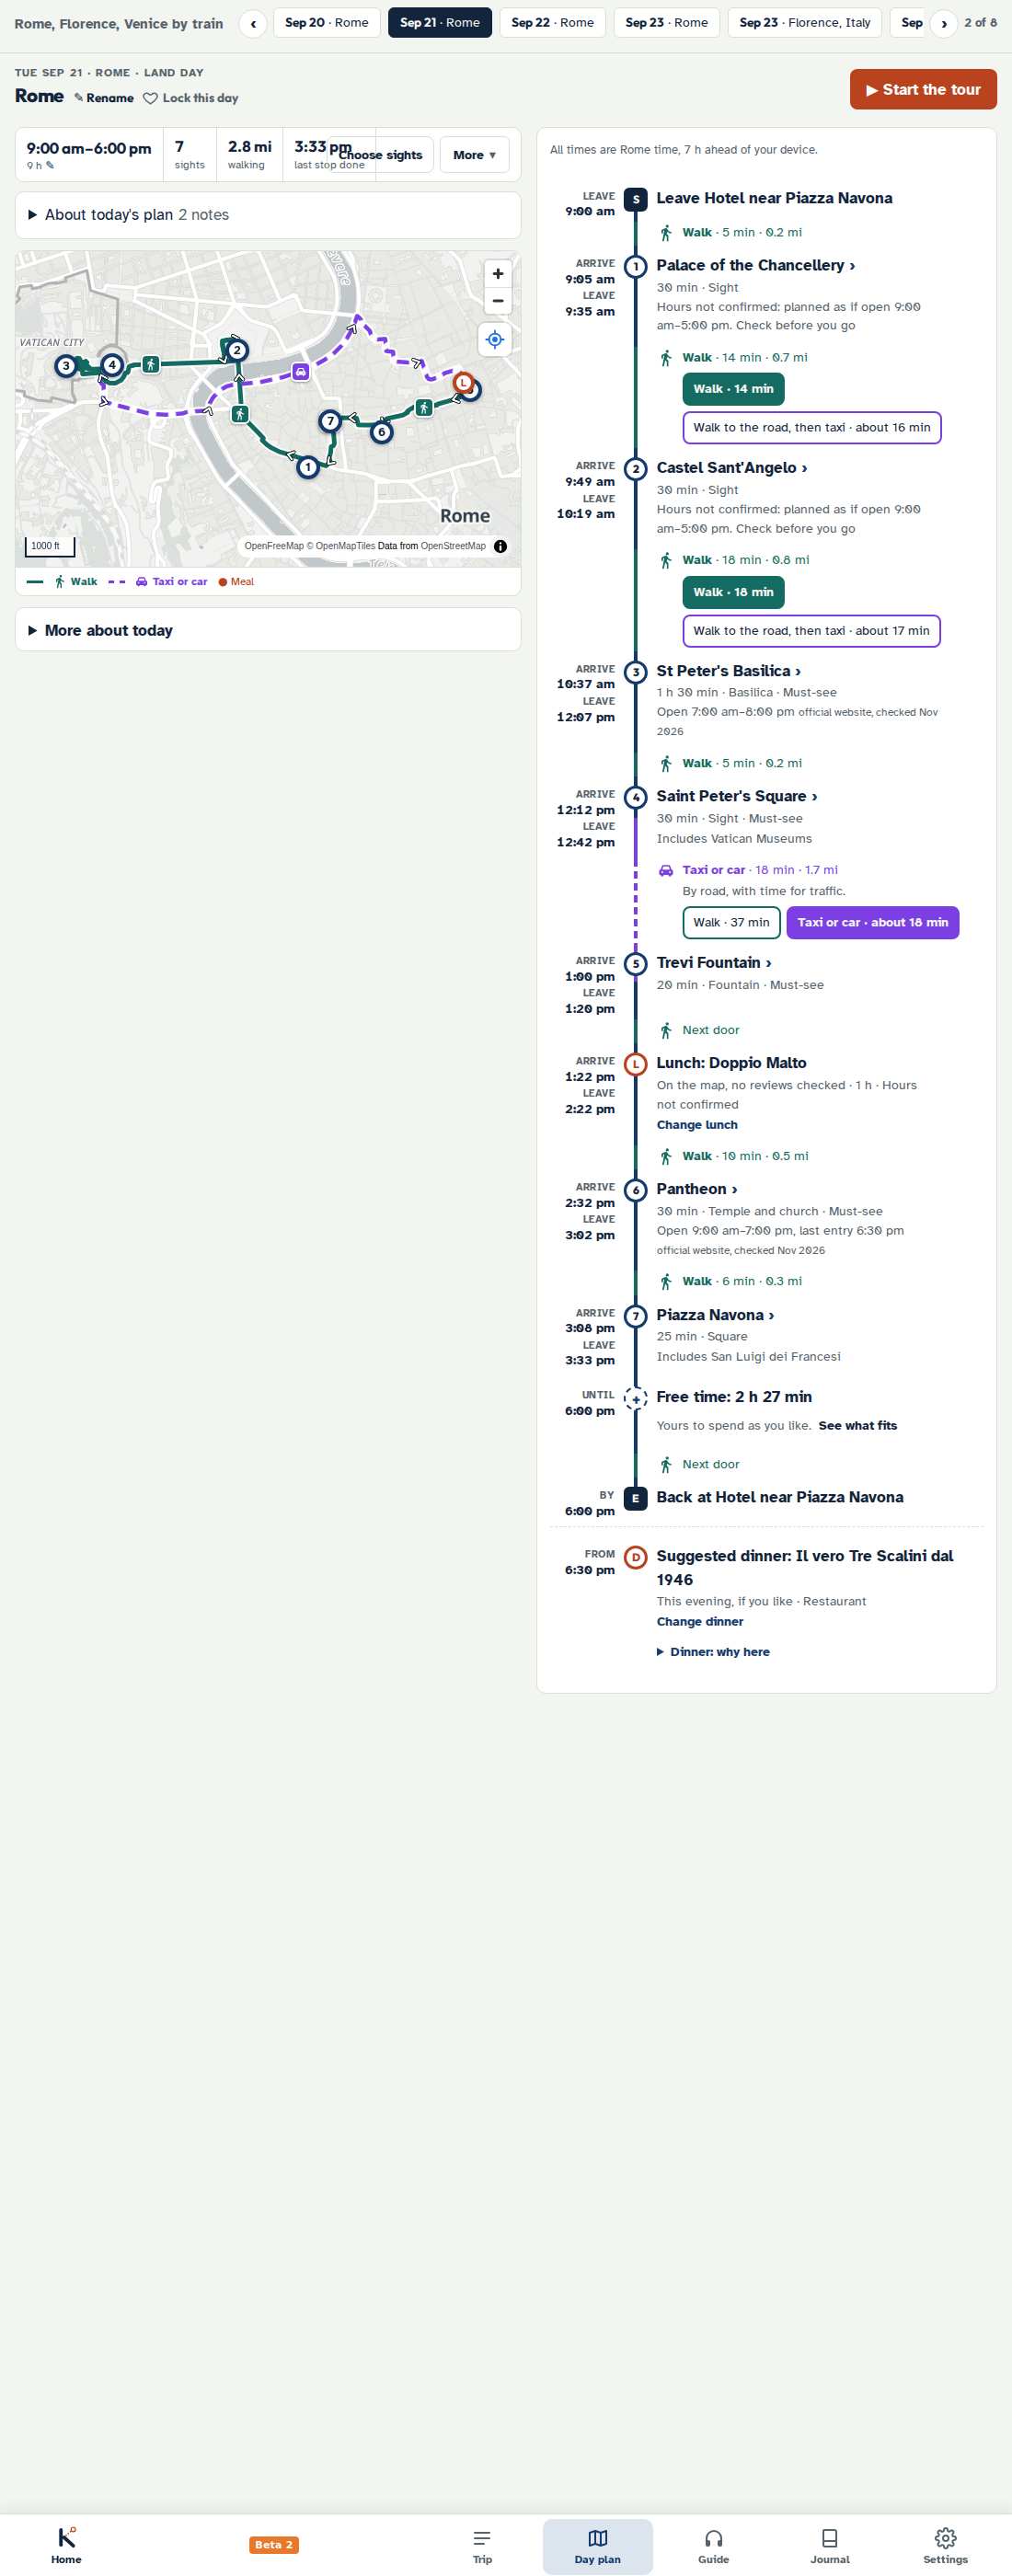 Rome, Florence, Venice by train
‹
Sep 20 · Rome
Sep 21 · Rome
Sep 22 · Rome
Sep 23 · Rome
Sep 23 · Florence, Italy
Sep
›
2 of 8
TUE SEP 21 · ROME · LAND DAY
Rome ✎ Rename Lock this day
▶ Start the tour
9:00 am–6:00 pm
9 h ✎
7
sights
2.8 mi
walking
3:33 pm
last stop done
Choose sights
More ▾
▶ About today's plan 2 notes
VATICAN CITY
3
4
2
7
6
1
L
Rome
+
−
1000 ft
OpenFreeMap © OpenMapTiles Data from OpenStreetMap
Walk
Taxi or car
Meal
▶ More about today
All times are Rome time, 7 h ahead of your device.
LEAVE
9:00 am
S
Leave Hotel near Piazza Navona
Walk · 5 min · 0.2 mi
ARRIVE
9:05 am
LEAVE
9:35 am
1
Palace of the Chancellery ›
30 min · Sight
Hours not confirmed: planned as if open 9:00
am–5:00 pm. Check before you go
Walk · 14 min · 0.7 mi
Walk · 14 min
Walk to the road, then taxi · about 16 min
ARRIVE
9:49 am
LEAVE
10:19 am
2
Castel Sant'Angelo ›
30 min · Sight
Hours not confirmed: planned as if open 9:00
am–5:00 pm. Check before you go
Walk · 18 min · 0.8 mi
Walk · 18 min
Walk to the road, then taxi · about 17 min
ARRIVE
10:37 am
LEAVE
12:07 pm
3
St Peter's Basilica ›
1 h 30 min · Basilica · Must-see
Open 7:00 am–8:00 pm official website, checked Nov
2026
Walk · 5 min · 0.2 mi
ARRIVE
12:12 pm
LEAVE
12:42 pm
4
Saint Peter's Square ›
30 min · Sight · Must-see
Includes Vatican Museums
Taxi or car · 18 min · 1.7 mi
By road, with time for traffic.
Walk · 37 min
Taxi or car · about 18 min
ARRIVE
1:00 pm
LEAVE
1:20 pm
5
Trevi Fountain ›
20 min · Fountain · Must-see
Next door
ARRIVE
1:22 pm
LEAVE
2:22 pm
L
Lunch: Doppio Malto
On the map, no reviews checked · 1 h · Hours
not confirmed
Change lunch
Walk · 10 min · 0.5 mi
ARRIVE
2:32 pm
LEAVE
3:02 pm
6
Pantheon ›
30 min · Temple and church · Must-see
Open 9:00 am–7:00 pm, last entry 6:30 pm
official website, checked Nov 2026
Walk · 6 min · 0.3 mi
ARRIVE
3:08 pm
LEAVE
3:33 pm
7
Piazza Navona ›
25 min · Square
Includes San Luigi dei Francesi
UNTIL
6:00 pm
+
Free time: 2 h 27 min
Yours to spend as you like. See what fits
Next door
BY
6:00 pm
E
Back at Hotel near Piazza Navona
FROM
6:30 pm
D
Suggested dinner: Il vero Tre Scalini dal
1946
This evening, if you like · Restaurant
Change dinner
▶ Dinner: why here
Home
Beta 2
Trip
Day plan
Guide
Journal
Settings